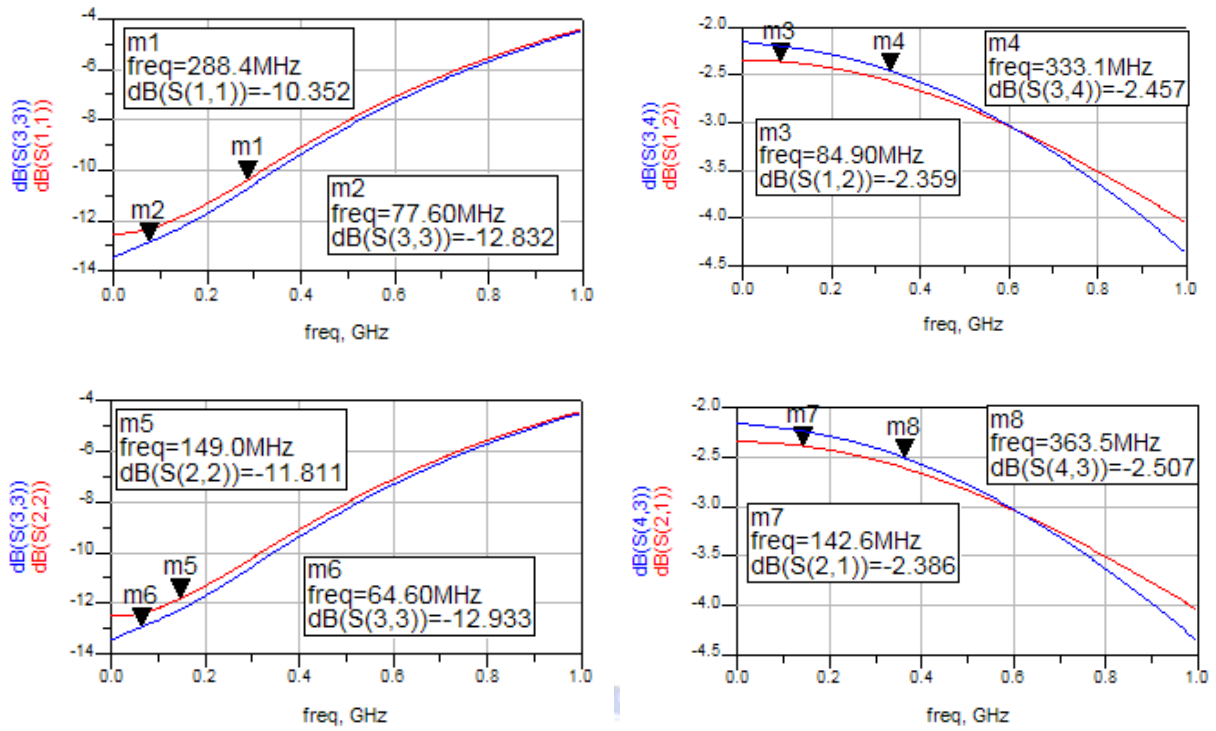 dB(S(3,3))
dB(S(1,1))
-4
-6
-8
-10
-12
-14
m1
freq=288.4MHz
dB(S(1,1))=-10.352
m1
m2
m2
freq=77.60MHz
dB(S(3,3))=-12.832
0.0 0.2 0.4 0.6 0.8 1.0
freq, GHz
dB(S(3,4))
dB(S(1,2))
-2.0
-2.5
-3.0
-3.5
-4.0
-4.5
m3
m4
m4
freq=333.1MHz
dB(S(3,4))=-2.457
m3
freq=84.90MHz
dB(S(1,2))=-2.359
0.0 0.2 0.4 0.6 0.8 1.0
freq, GHz
dB(S(3,3))
dB(S(2,2))
-4
-6
-8
-10
-12
-14
m5
freq=149.0MHz
dB(S(2,2))=-11.811
m5
m6
m6
freq=64.60MHz
dB(S(3,3))=-12.933
0.0 0.2 0.4 0.6 0.8 1.0
freq, GHz
dB(S(4,3))
dB(S(2,1))
-2.0
-2.5
-3.0
-3.5
-4.0
-4.5
m7
m8
m8
freq=363.5MHz
dB(S(4,3))=-2.507
m7
freq=142.6MHz
dB(S(2,1))=-2.386
0.0 0.2 0.4 0.6 0.8 1.0
freq, GHz